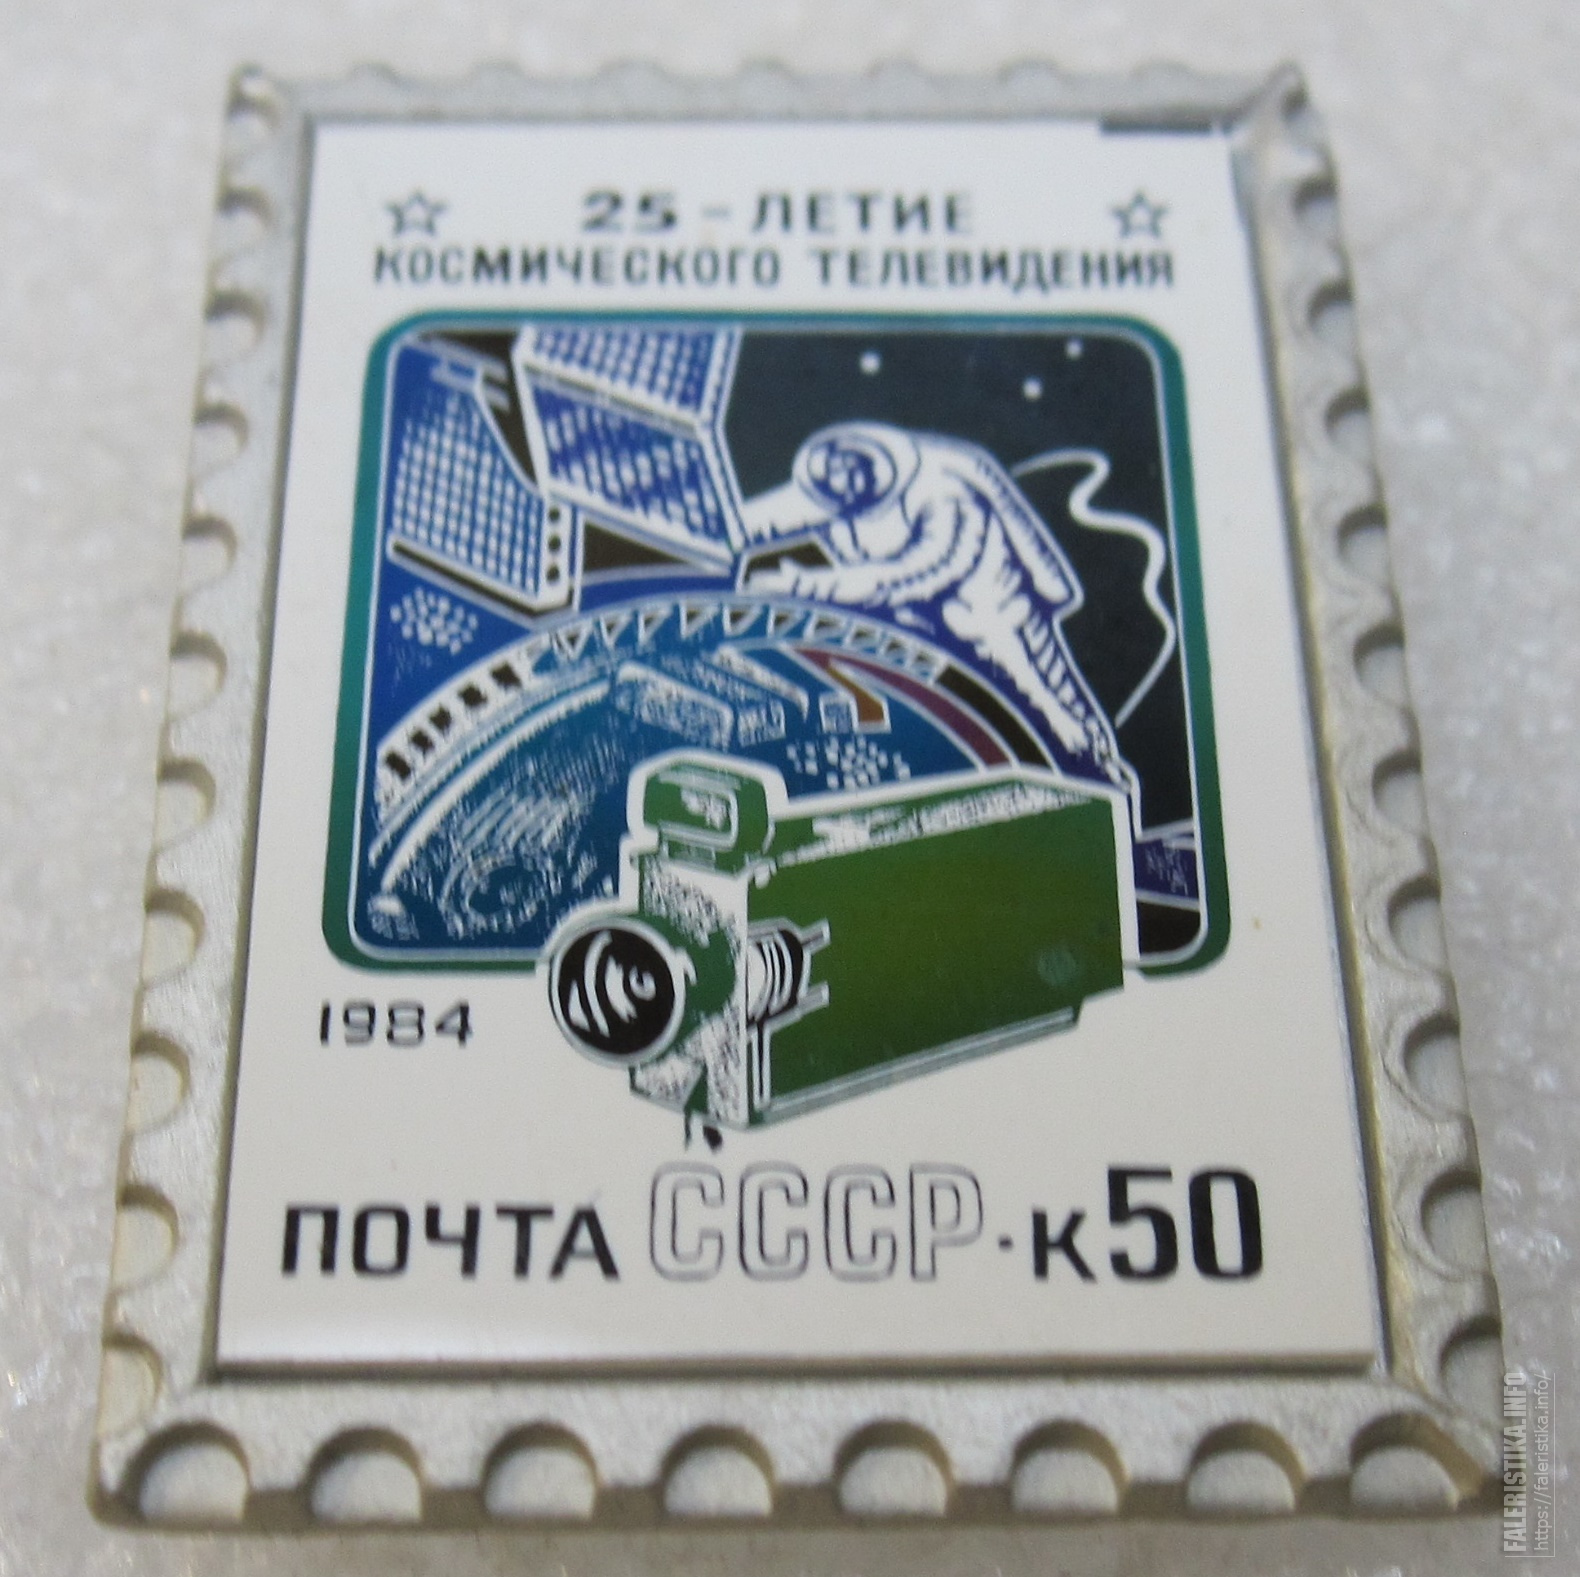 25-ЛЕТИЕ
КОСМИЧЕСКОГО ТЕЛЕВИДЕНИЯ
1984
ПОЧТА СССР·К50
FALERISTIKA.INFO
https://faleristika.info/